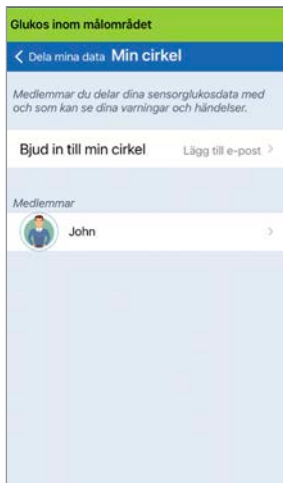 Glukos inom målområdet
Dela mina data Min cirkel
Medlemmar du delar dina sensorglukosdata med
och som kan se dina varningar och händelser.
Bjud in till min cirkel Lägg till e-post
Medlemmar
John